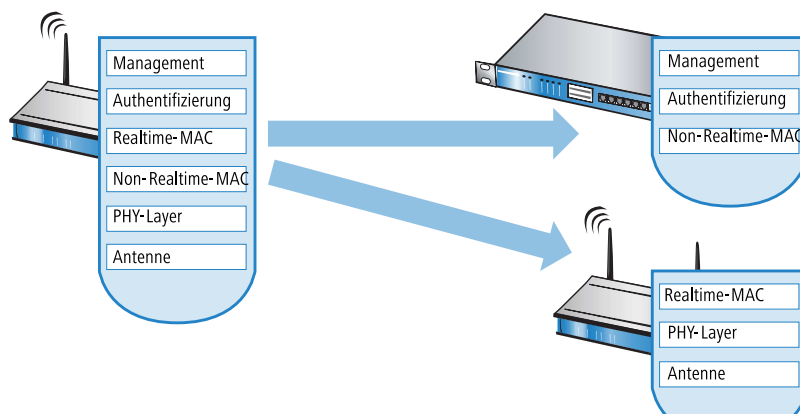 Management
Authentifizierung
Realtime-MAC
Non-Realtime-MAC
PHY-Layer
Antenne
Management
Authentifizierung
Non-Realtime-MAC
Realtime-MAC
PHY-Layer
Antenne